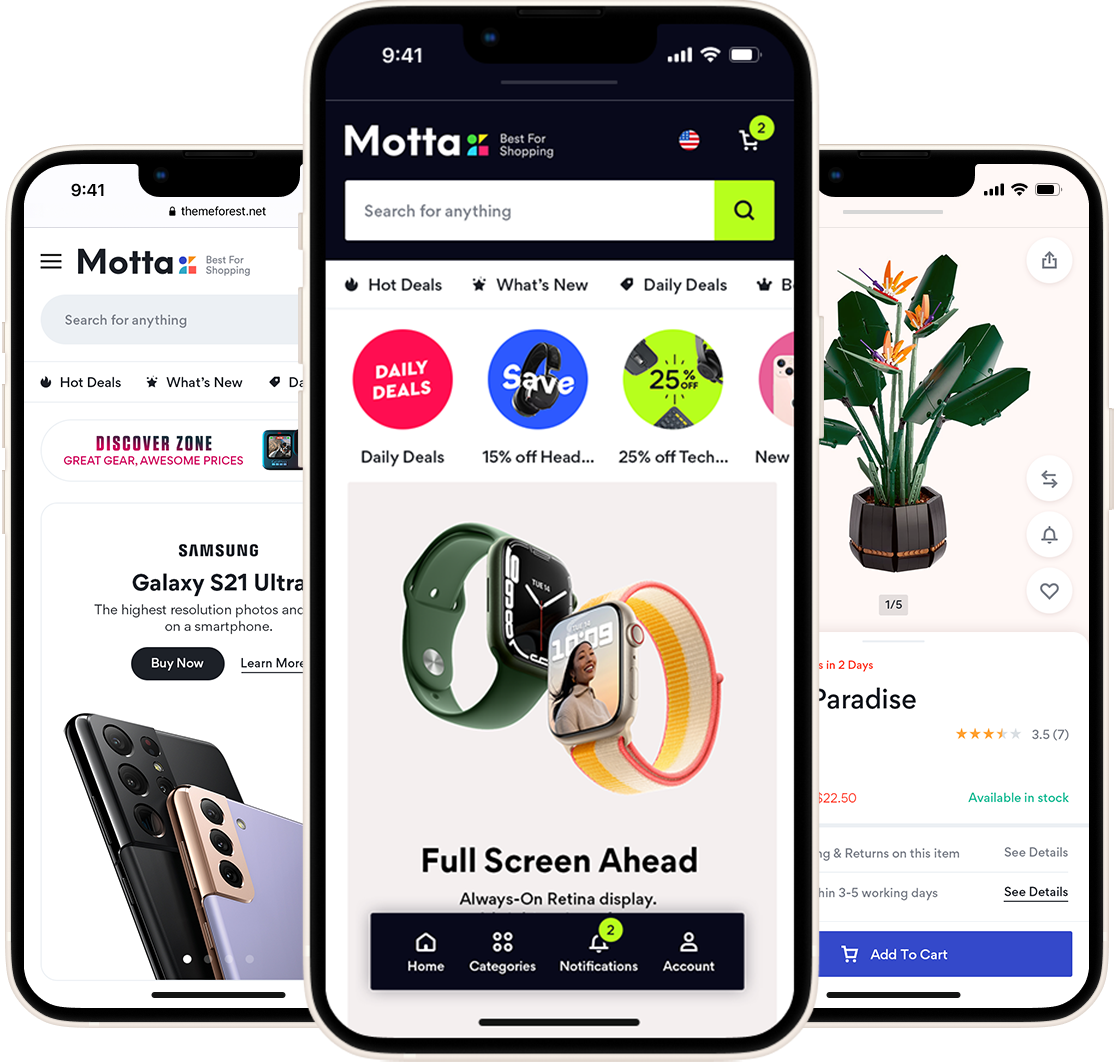 9:41
themeforest.net
Motta
Best For
Shopping
Search for anything
Hot Deals
What's New
Da
DISCOVER ZONE
GREAT GEAR, AWESOME PRICES
SAMSUNG
Galaxy S21 Ultra
The highest resolution photos and
on a smartphone.
Buy Now
Learn More
9:41
Motta
Best For
Shopping
2
Search for anything
Hot Deals
What's New
Daily Deals
B
DAILY
DEALS
Save
25%
OFF
Daily Deals
15% off Head...
25% off Tech...
New
TUE 14
10:09
Full Screen Ahead
Always-On Retina display.
2
Home
Categories
Notifications
Account
1/5
s in 2 Days
Paradise
3.5 (7)
$22.50
Available in stock
ng & Returns on this item
See Details
hin 3-5 working days
See Details
Add To Cart